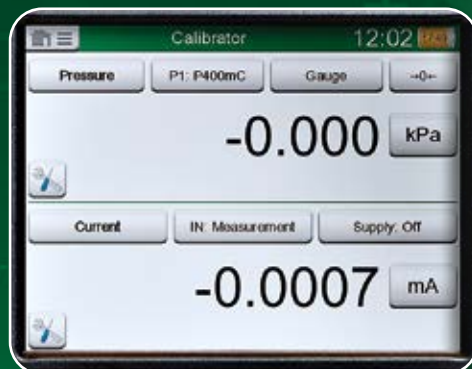 Calibrator 12:02
Pressure P1: P400mC Gauge →0←
-0.000 kPa
Current IN: Measurement Supply: Off
-0.0007 mA